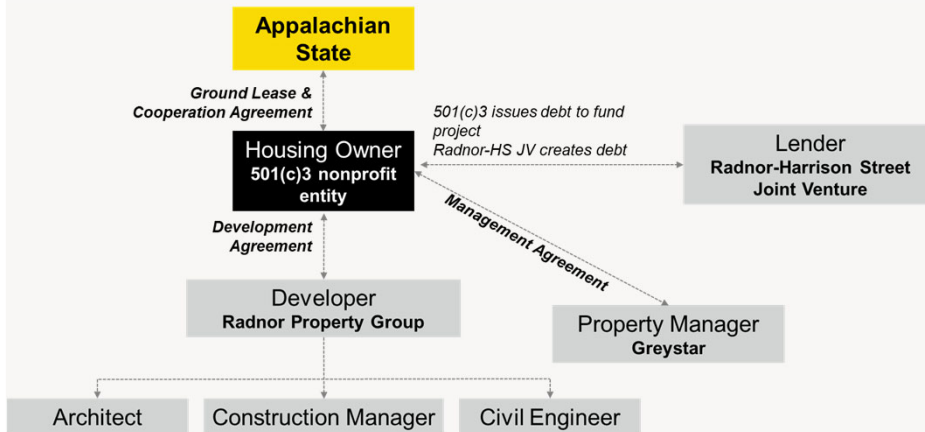 Appalachian
State
Ground Lease &
Cooperation Agreement
501(c)3 issues debt to fund
project
Radnor-HS JV creates debt
Housing Owner
501(c)3 nonprofit
entity
Lender
Radnor-Harrison Street
Joint Venture
Development
Agreement
Management Agreement
Developer
Radnor Property Group
Property Manager
Greystar
Architect
Construction Manager
Civil Engineer